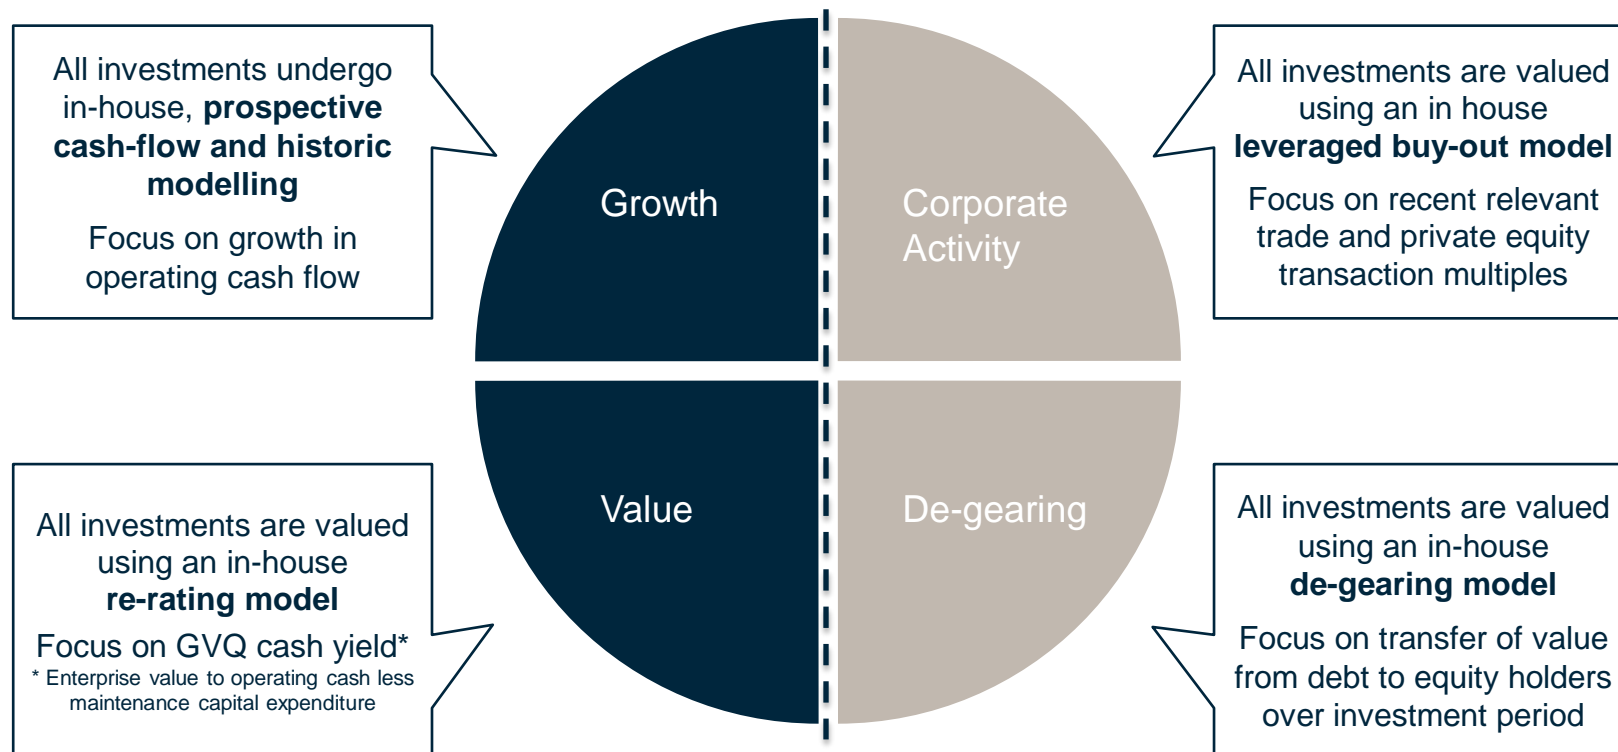 All investments undergo
in-house, prospective
cash-flow and historic
modelling
Focus on growth in
operating cash flow
Growth
Corporate
Activity
All investments are valued
using an in house
leveraged buy-out model
Focus on recent relevant
trade and private equity
transaction multiples
All investments are valued
using an in-house
re-rating model
Focus on GVQ cash yield*
* Enterprise value to operating cash less
maintenance capital expenditure
Value
De-gearing
All investments are valued
using an in-house
de-gearing model
Focus on transfer of value
from debt to equity holders
over investment period